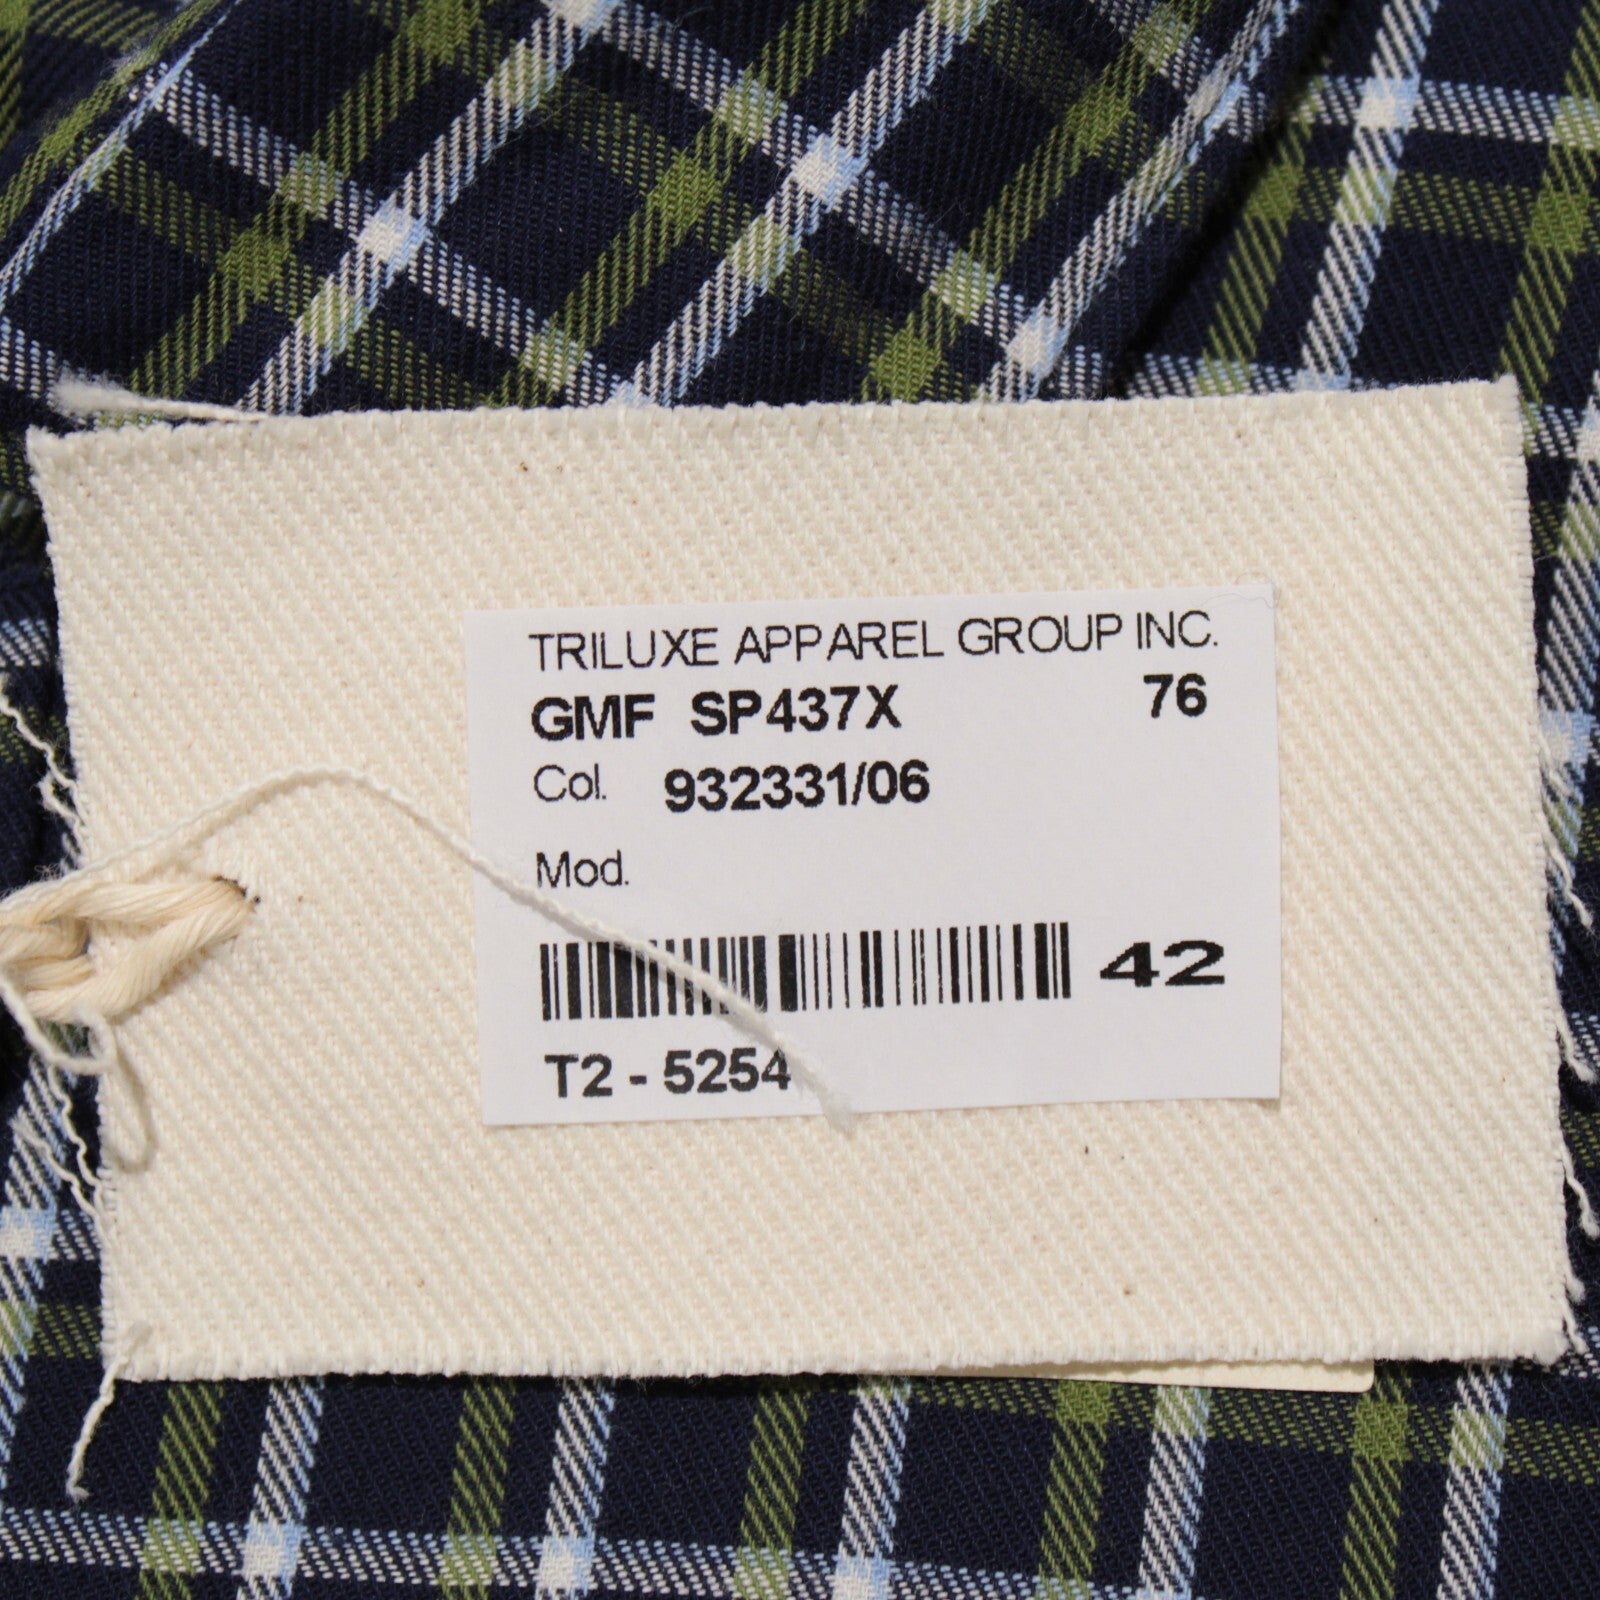 TRILUXE APPAREL GROUP INC.
GMF SP437X 76
Col. 932331/06
Mod.
42
T2 - 5254